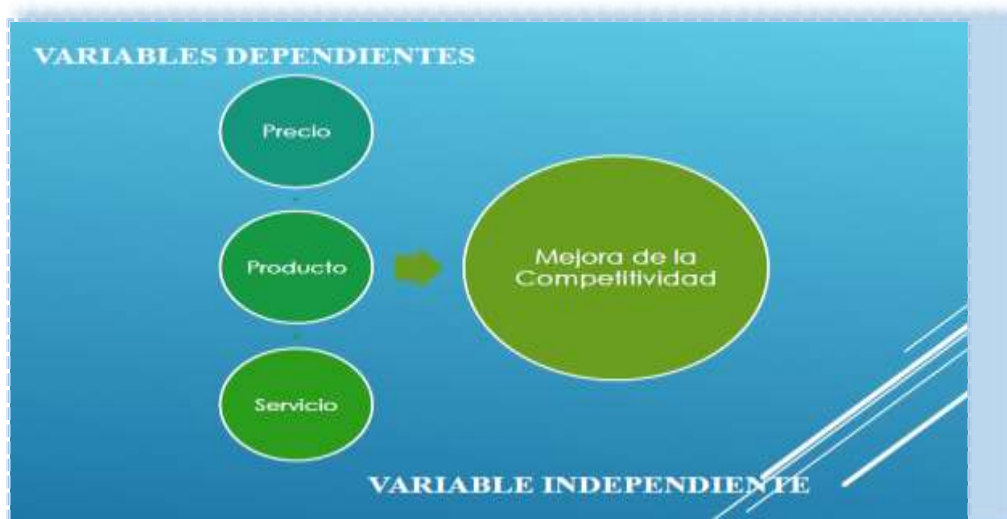 VARIABLES DEPENDIENTES
Precio
Producto
Servicio
Mejora de la
Competitividad
VARIABLE INDEPENDIENTE